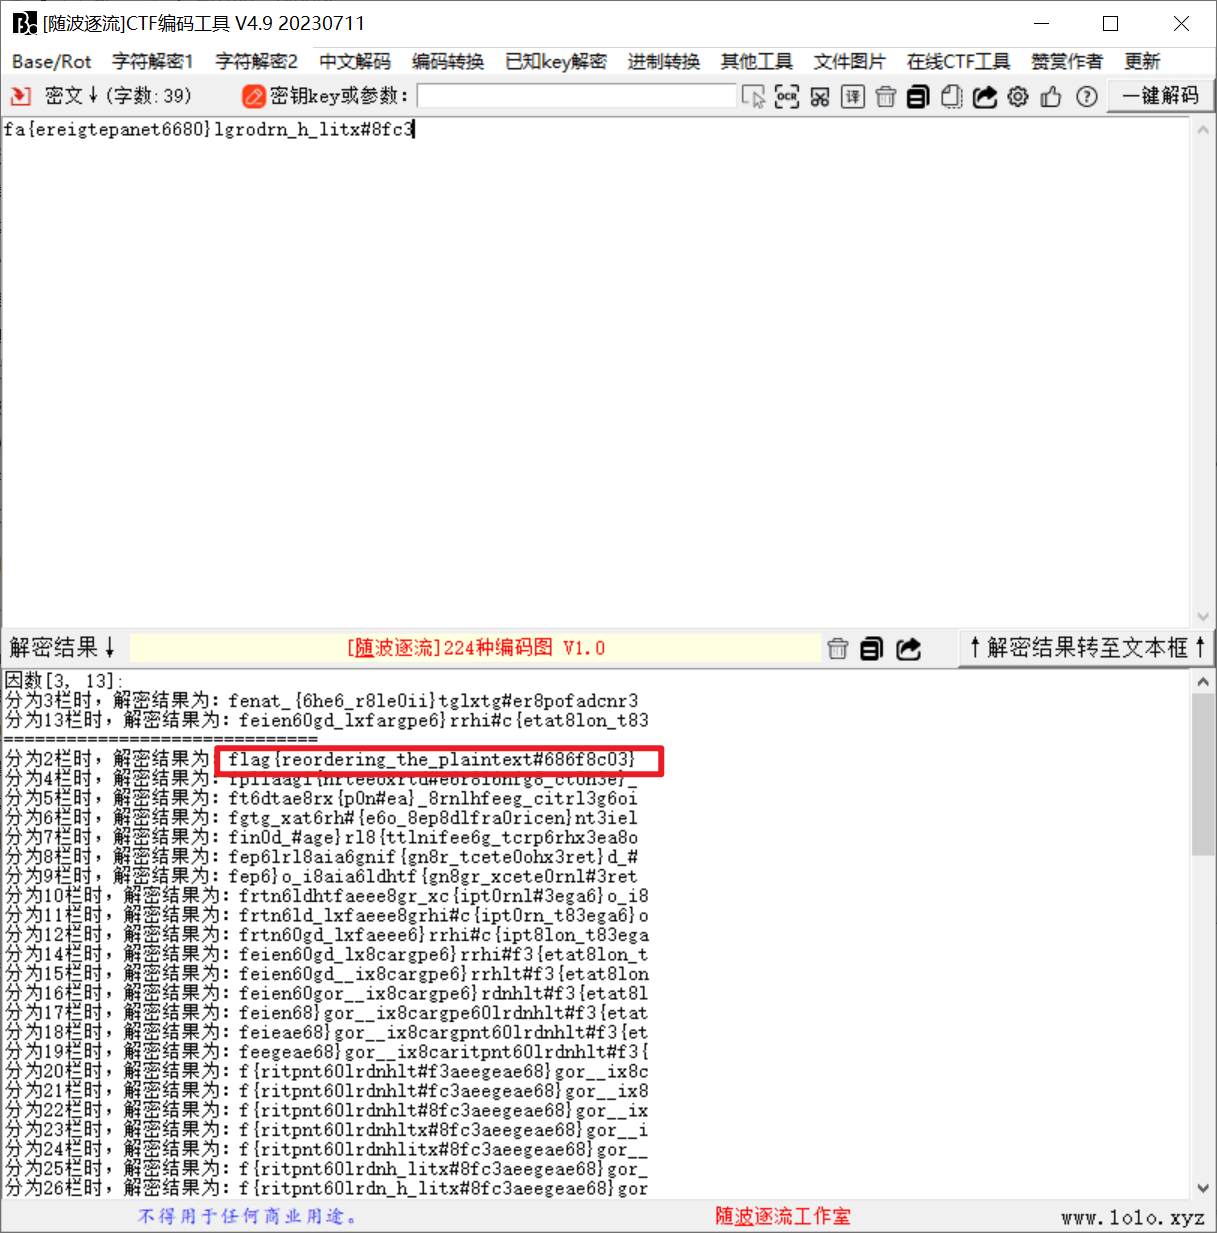 [随波逐流]CTF编码工具 V4.9 20230711
Base/Rot 字符解密1 字符解密2 中文解码 编码转换 已知key解密 进制转换 其他工具 文件图片 在线CTF工具 赞赏作者 更新
密文↓(字数: 39) 密钥key或参数: OCR 译 一键解码
fa{ereigtepanet6680}lgrodrn_h_litx#8fc3
解密结果↓ [随波逐流]224种编码图 V1.0 ↑解密结果转至文本框↑
因数[3, 13]:
分为3栏时，解密结果为: fenat_{6he6_r8le0ii}tglxtg#er8pofadcnr3
分为13栏时，解密结果为: feien60gd_lxfargpe6}rrhi#c{etat8lon_t83
==============================
分为2栏时，解密结果为: flag{reordering_the_plaintext#686f8c03}
分为4栏时，解密结果为: fpllaagi{nrtee0xrtd#e6r8i6nfg8_ct0h3e}_
分为5栏时，解密结果为: ft6dtae8rx{p0n#ea}_8rnlhfeeg_citrl3g6oi
分为6栏时，解密结果为: fgtg_xat6rh#{e6o_8ep8dlfra0ricen}nt3iel
分为7栏时，解密结果为: fin0d_#age}rl8{ttlnifee6g_tcrp6rhx3ea8o
分为8栏时，解密结果为: fep6lrl8aia6gnif{gn8r_tcete0ohx3ret}d_#
分为9栏时，解密结果为: fep6}o_i8aia6ldhtf{gn8gr_xcete0rnl#3ret
分为10栏时，解密结果为: frtn6ldhtfaeee8gr_xc{ipt0rnl#3ega6}o_i8
分为11栏时，解密结果为: frtn6ld_lxfaeee8grhi#c{ipt0rn_t83ega6}o
分为12栏时，解密结果为: frtn60gd_lxfaeee6}rrhi#c{ipt8lon_t83ega
分为14栏时，解密结果为: feien60gd_lx8cargpe6}rrhi#f3{etat8lon_t
分为15栏时，解密结果为: feien60gd__ix8cargpe6}rrhlt#f3{etat8lon
分为16栏时，解密结果为: feien60gor__ix8cargpe6}rdnhlt#f3{etat8l
分为17栏时，解密结果为: feien68}gor__ix8cargpe60lrdnhlt#f3{etat
分为18栏时，解密结果为: feieae68}gor__ix8cargpnt60lrdnhlt#f3{et
分为19栏时，解密结果为: feegeae68}gor__ix8caritpnt60lrdnhlt#f3{
分为20栏时，解密结果为: f{ritpnt60lrdnhlt#f3aeegeae68}gor__ix8c
分为21栏时，解密结果为: f{ritpnt60lrdnhlt#fc3aeegeae68}gor__ix8
分为22栏时，解密结果为: f{ritpnt60lrdnhlt#8fc3aeegeae68}gor__ix
分为23栏时，解密结果为: f{ritpnt60lrdnhltx#8fc3aeegeae68}gor__i
分为24栏时，解密结果为: f{ritpnt60lrdnhlitx#8fc3aeegeae68}gor__
分为25栏时，解密结果为: f{ritpnt60lrdnh_litx#8fc3aeegeae68}gor_
分为26栏时，解密结果为: f{ritpnt60lrdn_h_litx#8fc3aeegeae68}gor
不得用于任何商业用途。 随波逐流工作室 www.1o1o.xyz